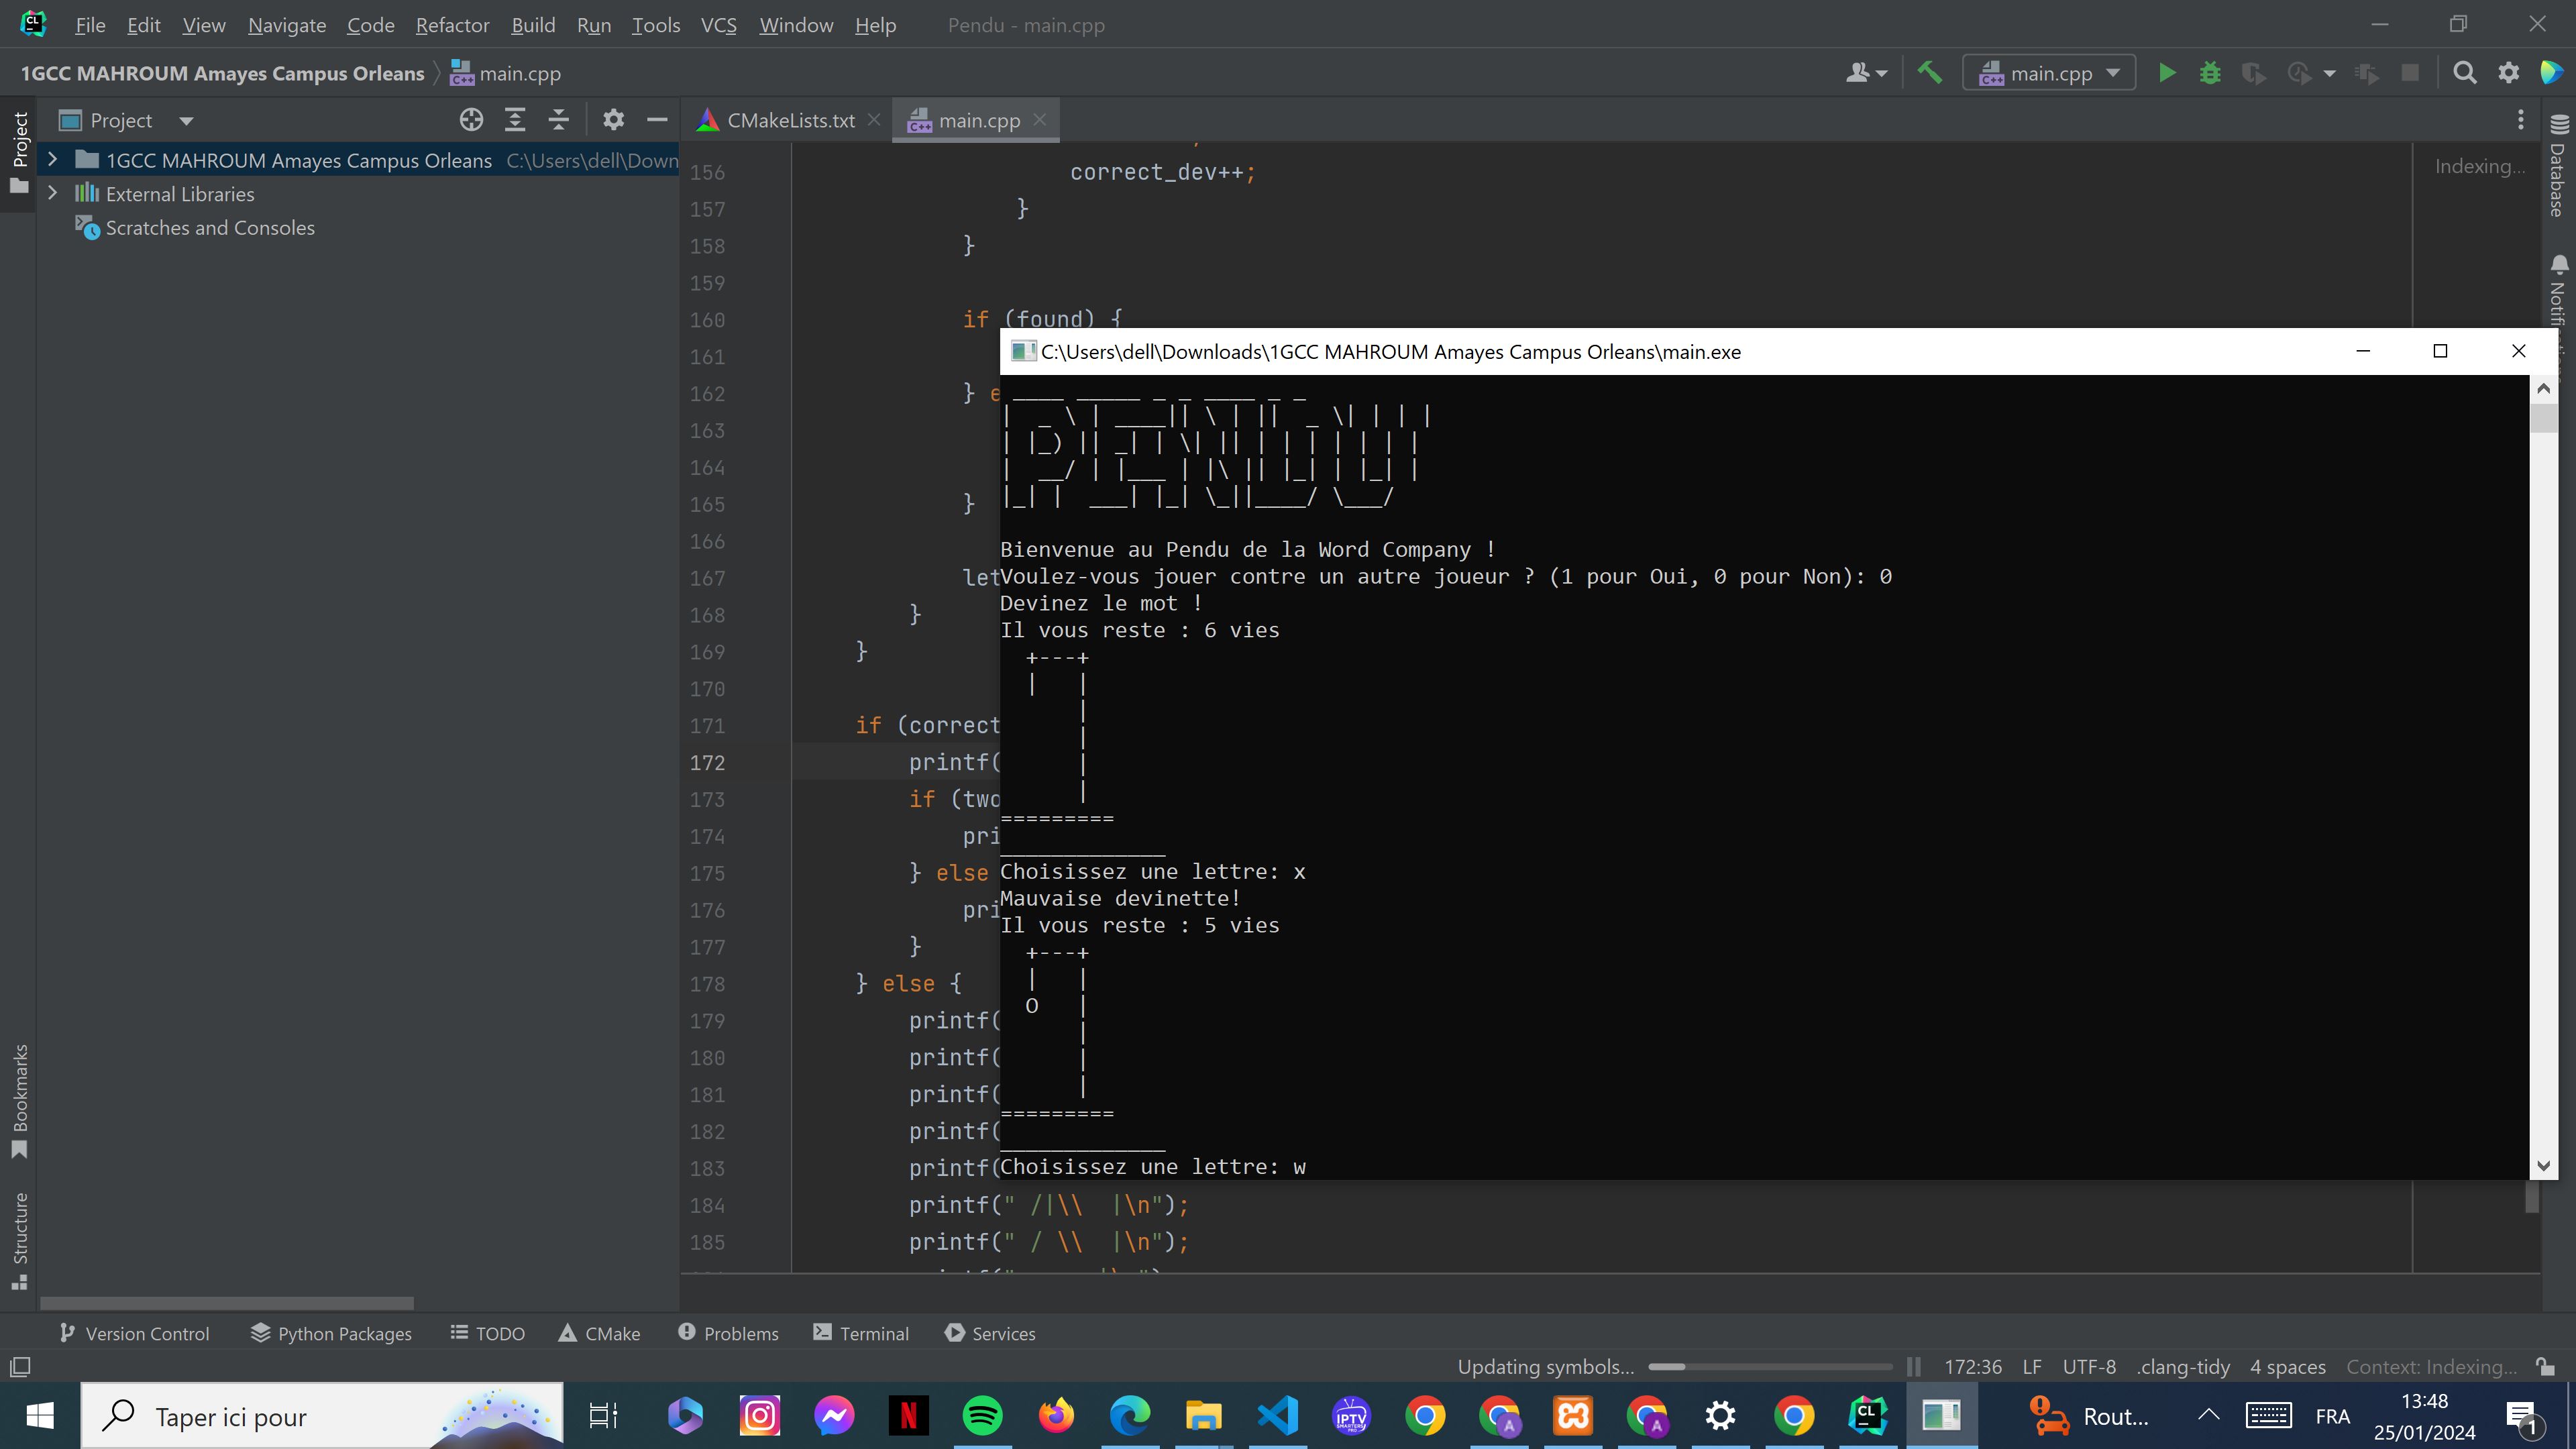 File Edit View Navigate Code Refactor Build Run Tools VCS Window Help Pendu - main.cpp
1GCC MAHROUM Amayes Campus Orleans main.cpp
main.cpp
Project
Project
CMakeLists.txt
main.cpp
1GCC MAHROUM Amayes Campus Orleans C:\Users\dell\Down
External Libraries
Scratches and Consoles
Indexing...
Database
Notifi
Bookmarks
Structure
156 correct_dev++;
157 }
158 }
159
160 if (found) {
161
162 } e
163
164
165 }
166
167 let
168 }
169 }
170
171 if (correct
172 printf(
173 if (two
174 pri
175 } else
176 pri
177 }
178 } else {
179 printf(
180 printf(
181 printf(
182 printf(
183 printf(
184 printf(" /|\\  |\n");
185 printf(" / \\  |\n");
C:\Users\dell\Downloads\1GCC MAHROUM Amayes Campus Orleans\main.exe
 ____ _____ _ _ ____ _ _
|  _ \ | ____|| \ | ||  _ \| | | |
| |_) || _| | \| || | | | | | |
|  __/ | |___ | |\ || |_| | |_| |
|_| |  ___| |_| \_||____/ \___/
Bienvenue au Pendu de la Word Company !
Voulez-vous jouer contre un autre joueur ? (1 pour Oui, 0 pour Non): 0
Devinez le mot !
Il vous reste : 6 vies
  +---+
  |   |
      |
      |
      |
      |
=========
_____________
Choisissez une lettre: x
Mauvaise devinette!
Il vous reste : 5 vies
  +---+
  |   |
  O   |
      |
      |
      |
=========
_____________
Choisissez une lettre: w
Version Control Python Packages TODO CMake Problems Terminal Services
Updating symbols... 172:36 LF UTF-8 .clang-tidy 4 spaces Context: Indexing...
Taper ici pour
IPTV
CL
Rout...
FRA
13:48
25/01/2024
1